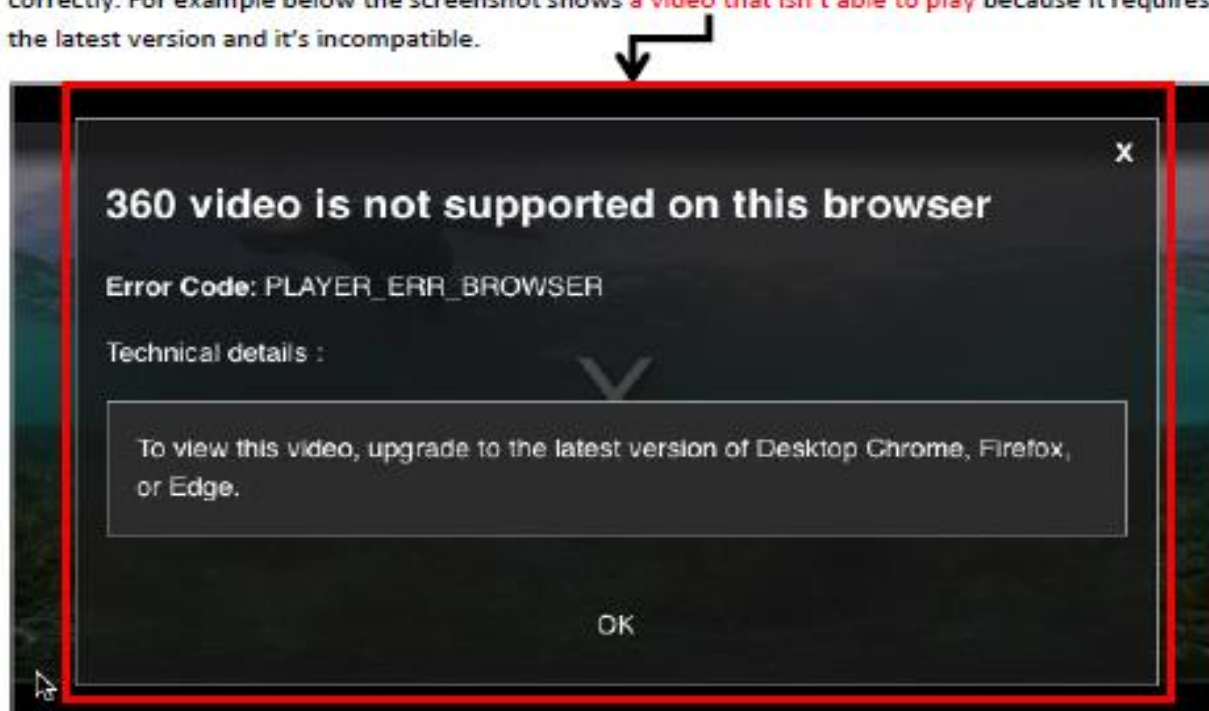 correctly. For example below the screenshot shows a video that isn't able to play because it requires
the latest version and it's incompatible.
X
360 video is not supported on this browser
Error Code: PLAYER_ERR_BROWSER
Technical details :
To view this video, upgrade to the latest version of Desktop Chrome, Firefox,
or Edge.
OK